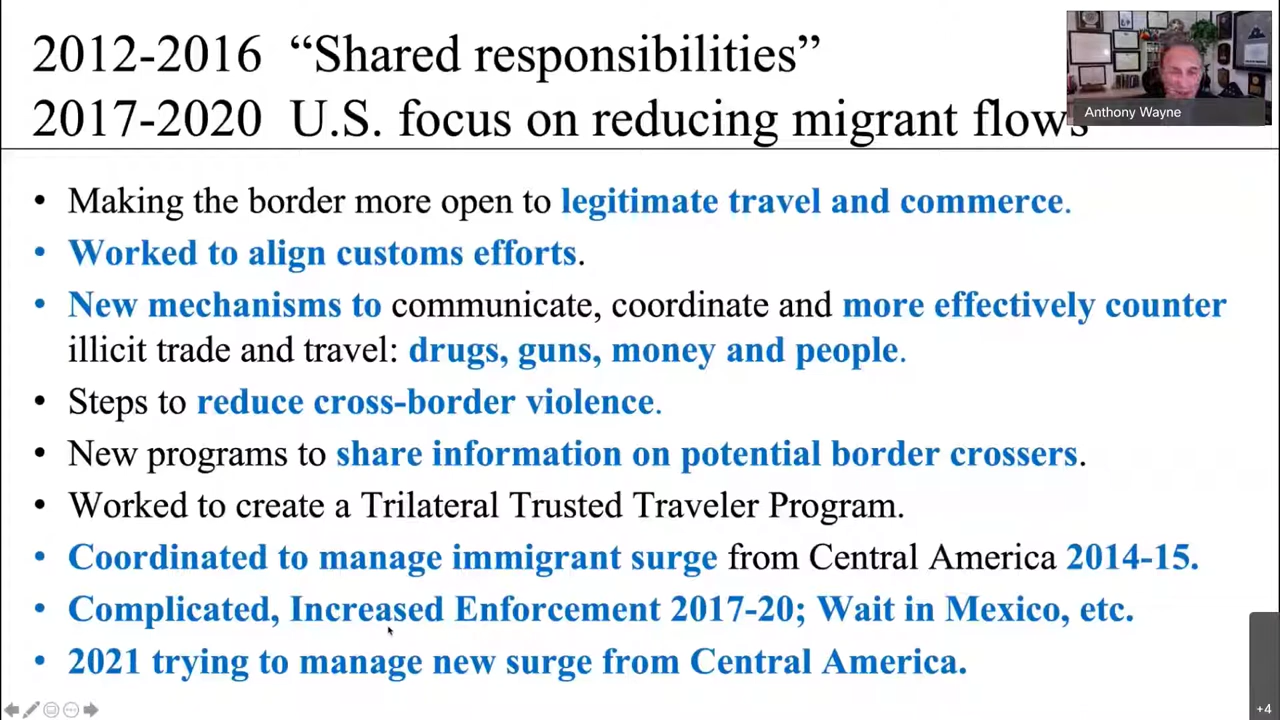 2012-2016 “Shared responsibilities”
2017-2020 U.S. focus on reducing migrant flows
Anthony Wayne
• Making the border more open to legitimate travel and commerce.
• Worked to align customs efforts.
• New mechanisms to communicate, coordinate and more effectively counter
illicit trade and travel: drugs, guns, money and people.
• Steps to reduce cross-border violence.
• New programs to share information on potential border crossers.
• Worked to create a Trilateral Trusted Traveler Program.
• Coordinated to manage immigrant surge from Central America 2014-15.
• Complicated, Increased Enforcement 2017-20; Wait in Mexico, etc.
• 2021 trying to manage new surge from Central America.
+4